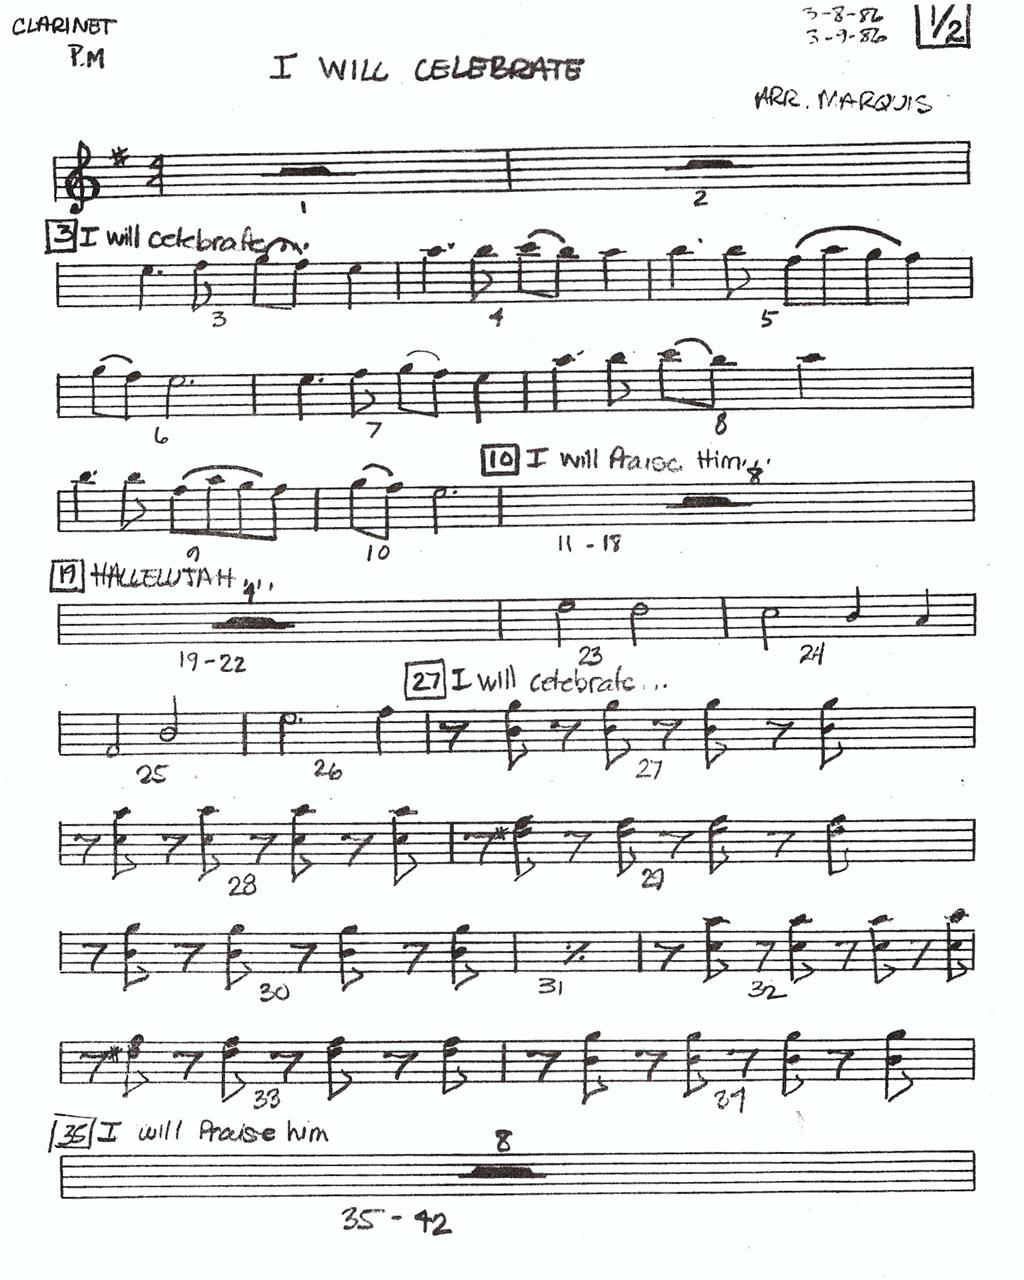 CLARINET
P.M
3-8-86
3-9-86
1/2
I WILL CELEBRATE
ARR. MARQUIS
1
2
3 I will celebrate...
3
4
5
6
7
8
10 I will Praise Him...
8
9
10
11 - 18
19 HALLELUJAH...
4
19-22
23
24
27 I will celebrate...
25
26
27
28
29
30
31
32
33
34
35 I will Praise him
8
35 - 42